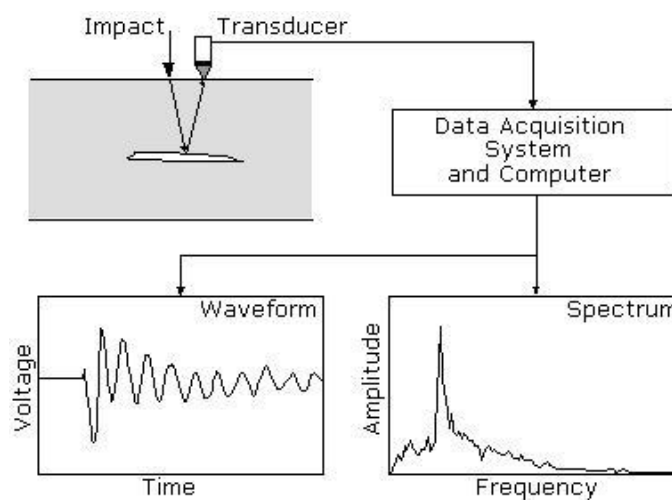 Impact
Transducer
Data Acquisition
System
and Computer
Waveform
Voltage
Time
Spectrum
Amplitude
Frequency